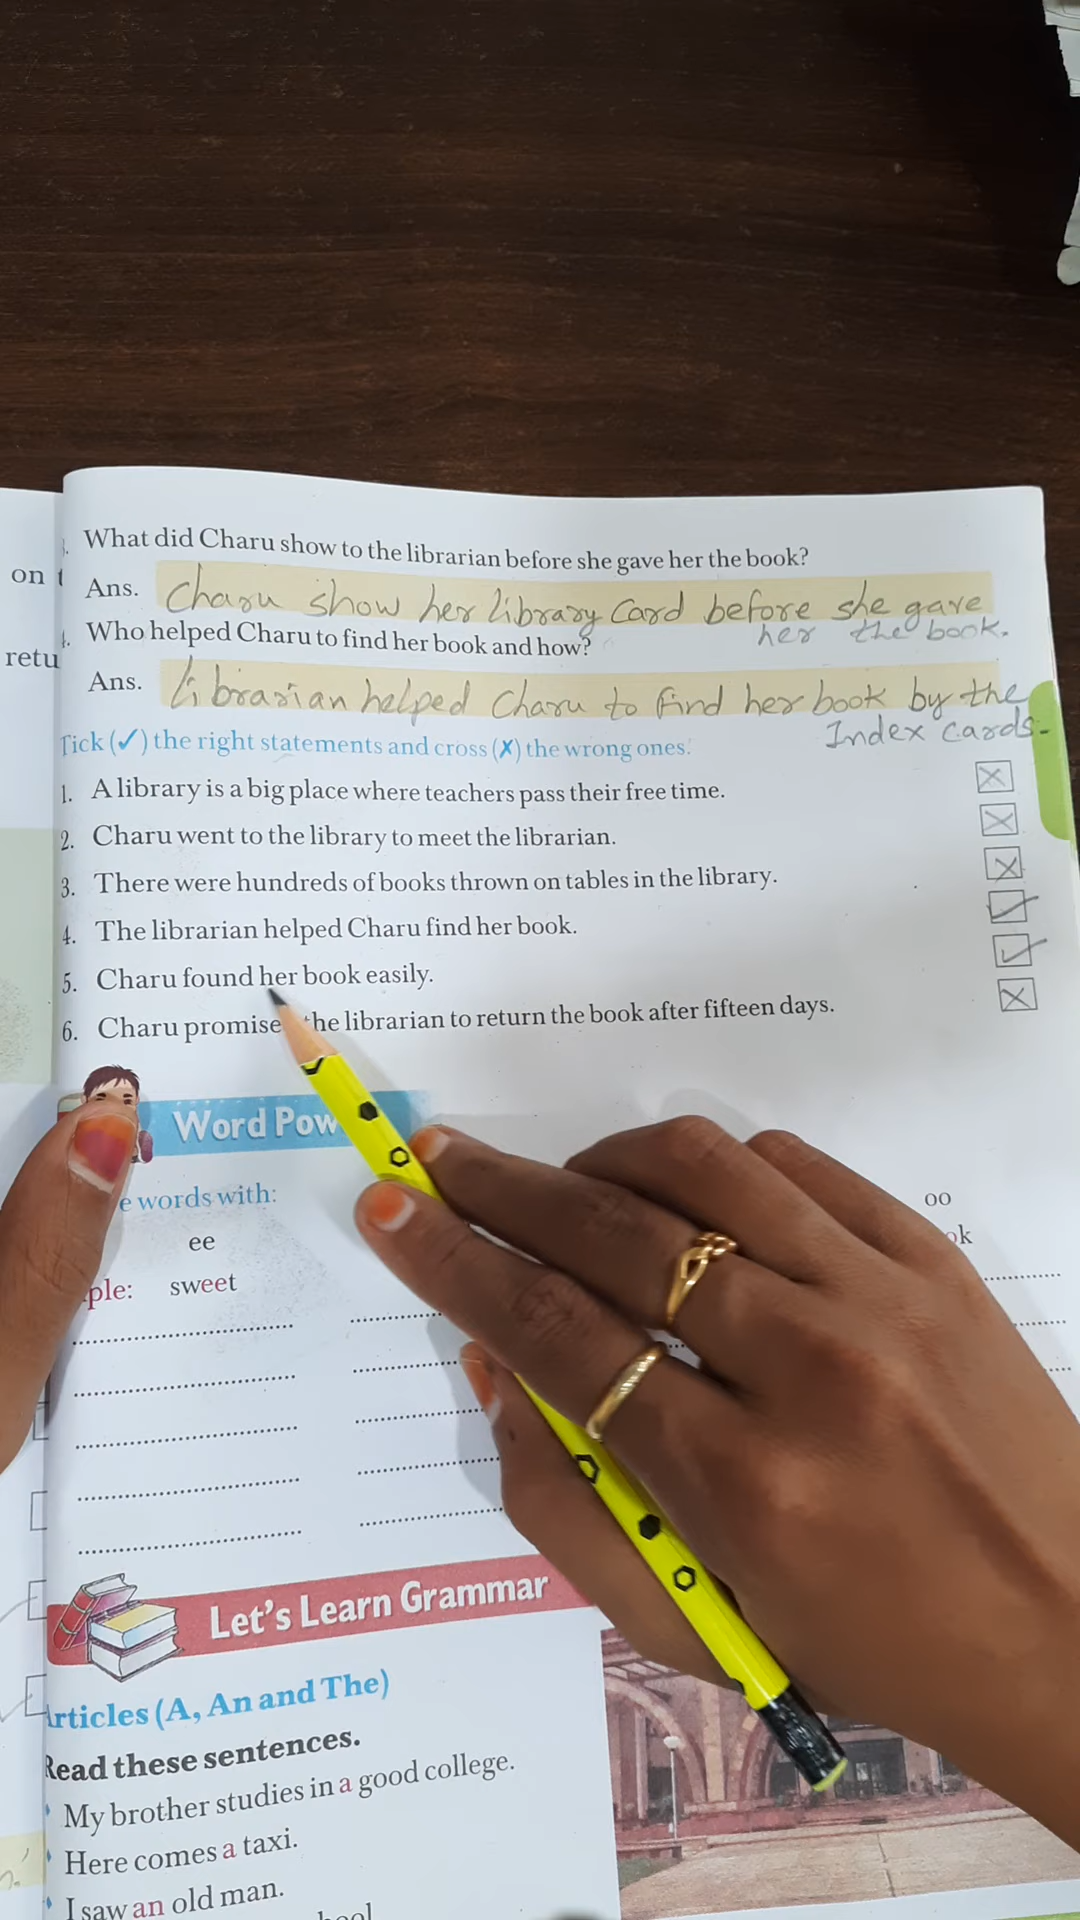 What did Charu show to the librarian before she gave her the book?
on
Ans. Charu show her library card before she gave
her the book.
4. Who helped Charu to find her book and how?
retu
Ans. Librarian helped Charu to find her book by the
Index cards.
Tick (✓) the right statements and cross (✗) the wrong ones.
1. A library is a big place where teachers pass their free time.
2. Charu went to the library to meet the librarian.
3. There were hundreds of books thrown on tables in the library.
4. The librarian helped Charu find her book.
5. Charu found her book easily.
6. Charu promise he librarian to return the book after fifteen days.
Word Pow
e words with:
ee oo
ple: sweet ok
Let's Learn Grammar
Articles (A, An and The)
Read these sentences.
My brother studies in a good college.
Here comes a taxi.
I saw an old man.